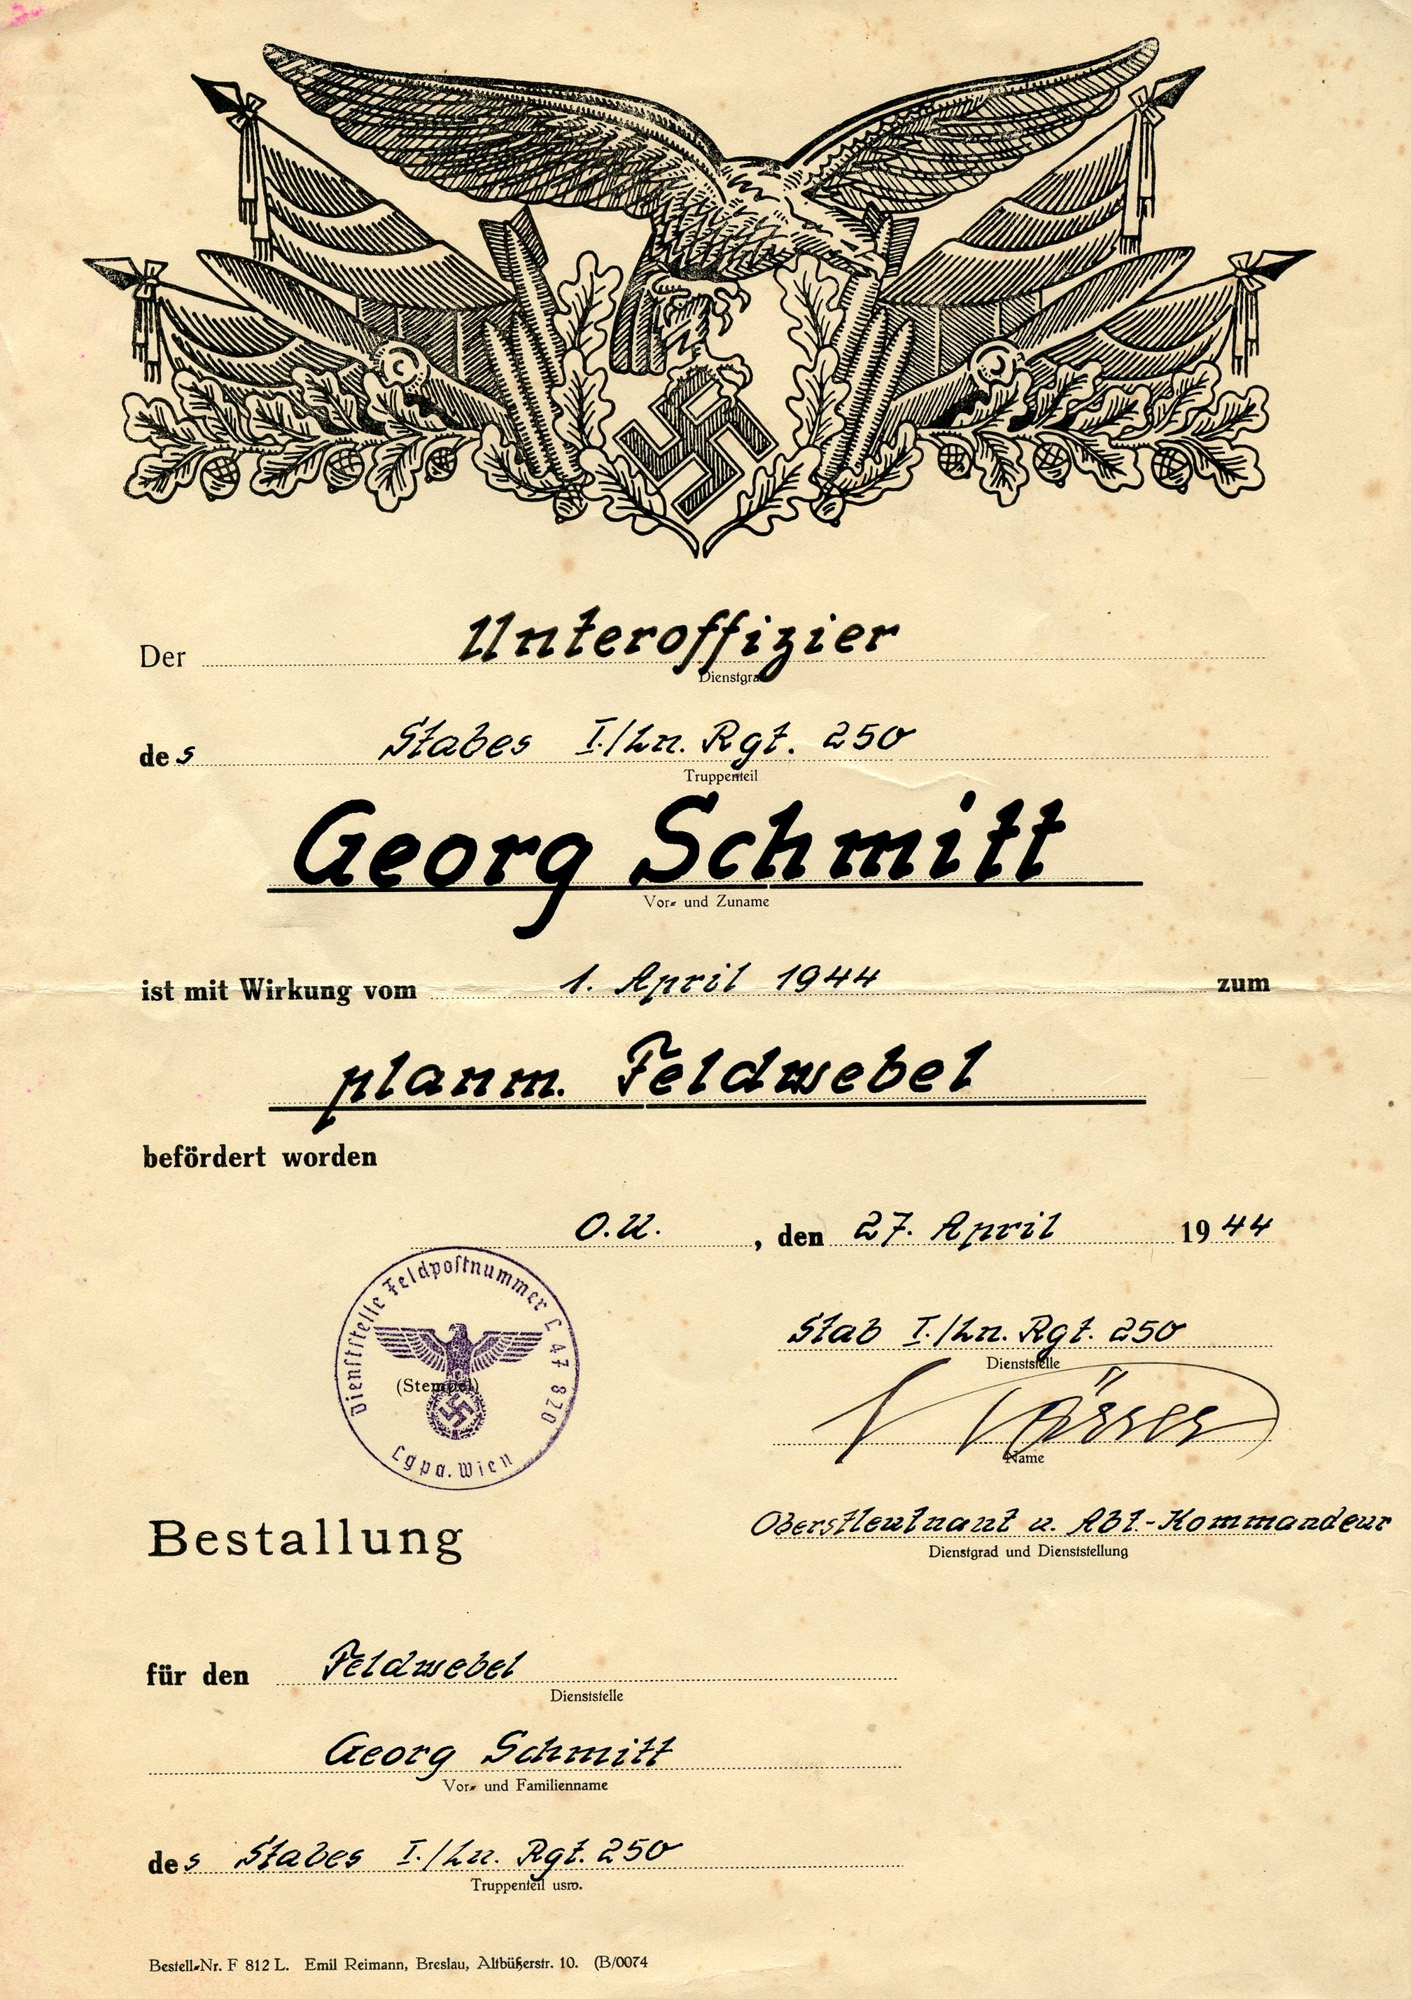 Der Unteroffizier
Dienstgrad
des Stabes I./Ln. Rgt. 250
Truppenteil
Georg Schmitt
Vor- und Zuname
ist mit Wirkung vom 1. April 1944 zum
planm. Feldwebel
befördert worden
O.U. , den 27. April 1944
Dienststelle Feldpostnummer L 47 820
Lgpa. Wien
(Stempel)
Stab I./Ln. Rgt. 250
Dienststelle
Name
Oberstleutnant u. Abt.-Kommandeur
Dienstgrad und Dienststellung
Bestallung
für den Feldwebel
Dienststelle
Georg Schmitt
Vor- und Familienname
des Stabes I./Ln. Rgt. 250
Truppenteil usw.
Bestell-Nr. F 812 L. Emil Reimann, Breslau, Altbüßerstr. 10. (B/0074